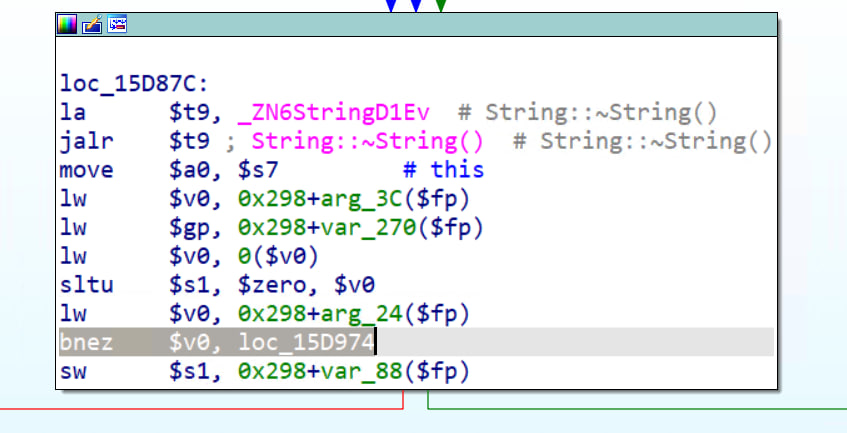 loc_15D87C:
la $t9, _ZN6StringD1Ev # String::~String()
jalr $t9 ; String::~String() # String::~String()
move $a0, $s7 # this
lw $v0, 0x298+arg_3C($fp)
lw $gp, 0x298+var_270($fp)
lw $v0, 0($v0)
sltu $s1, $zero, $v0
lw $v0, 0x298+arg_24($fp)
bnez $v0, loc_15D974
sw $s1, 0x298+var_88($fp)